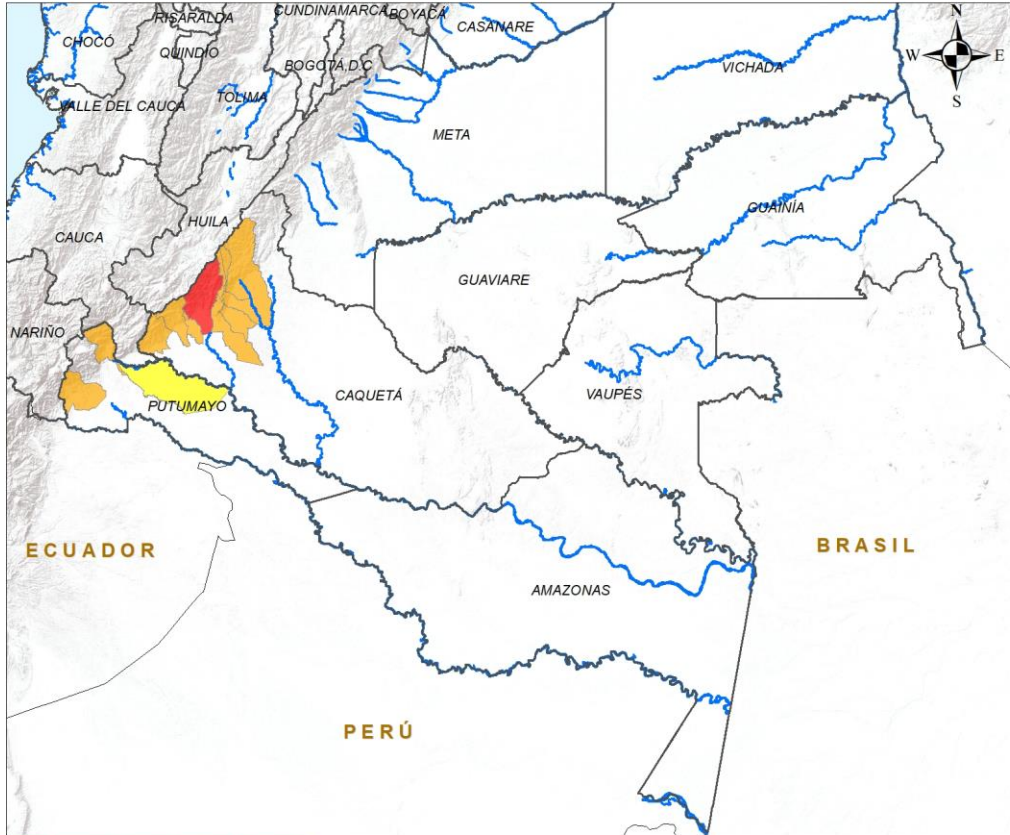 RISARALDA
CUNDINAMARCA
BOYACÁ
CASANARE
N
CHOCÓ
QUINDÍO
BOGOTÁ,D.C
VICHADA
W
E
S
VALLE DEL CAUCA
TOLIMA
META
HUILA
GUAINÍA
CAUCA
GUAVIARE
NARIÑO
CAQUETÁ
VAUPÉS
PUTUMAYO
ECUADOR
BRASIL
AMAZONAS
PERÚ